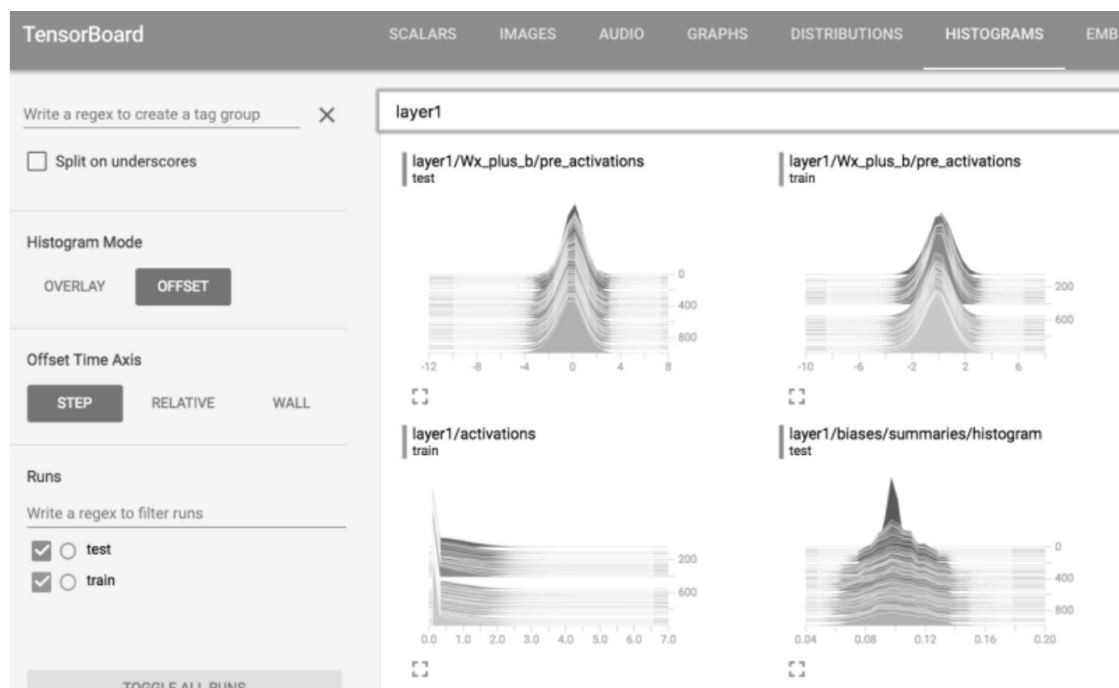 TensorBoard
SCALARS IMAGES AUDIO GRAPHS DISTRIBUTIONS HISTOGRAMS EMB
Write a regex to create a tag group
Split on underscores
Histogram Mode
OVERLAY OFFSET
Offset Time Axis
STEP RELATIVE WALL
Runs
Write a regex to filter runs
test
train
TOGGLE ALL RUNS
layer1
layer1/Wx_plus_b/pre_activations
test
0
400
800
-12 -8 -4 0 4 8
layer1/Wx_plus_b/pre_activations
train
200
600
-10 -6 -2 2 6
layer1/activations
train
200
600
0.0 1.0 2.0 3.0 4.0 5.0 6.0 7.0
layer1/biases/summaries/histogram
test
0
400
800
0.04 0.08 0.12 0.16 0.20